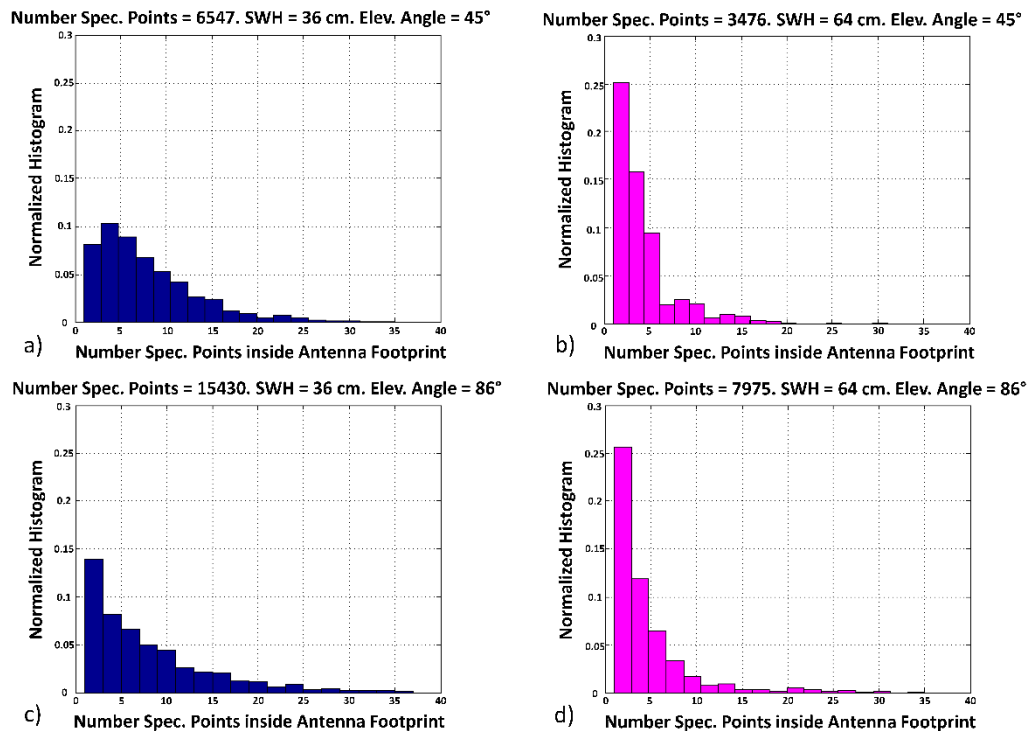 Number Spec. Points = 6547. SWH = 36 cm. Elev. Angle = 45°
0.3
0.25
0.2
0.15
0.1
0.05
0
Normalized Histogram
0 5 10 15 20 25 30 35 40
a) Number Spec. Points inside Antenna Footprint
Number Spec. Points = 3476. SWH = 64 cm. Elev. Angle = 45°
0.3
0.25
0.2
0.15
0.1
0.05
0
Normalized Histogram
0 5 10 15 20 25 30 35 40
b) Number Spec. Points inside Antenna Footprint
Number Spec. Points = 15430. SWH = 36 cm. Elev. Angle = 86°
0.3
0.25
0.2
0.15
0.1
0.05
0
Normalized Histogram
0 5 10 15 20 25 30 35 40
c) Number Spec. Points inside Antenna Footprint
Number Spec. Points = 7975. SWH = 64 cm. Elev. Angle = 86°
0.3
0.25
0.2
0.15
0.1
0.05
0
Normalized Histogram
0 5 10 15 20 25 30 35 40
d) Number Spec. Points inside Antenna Footprint